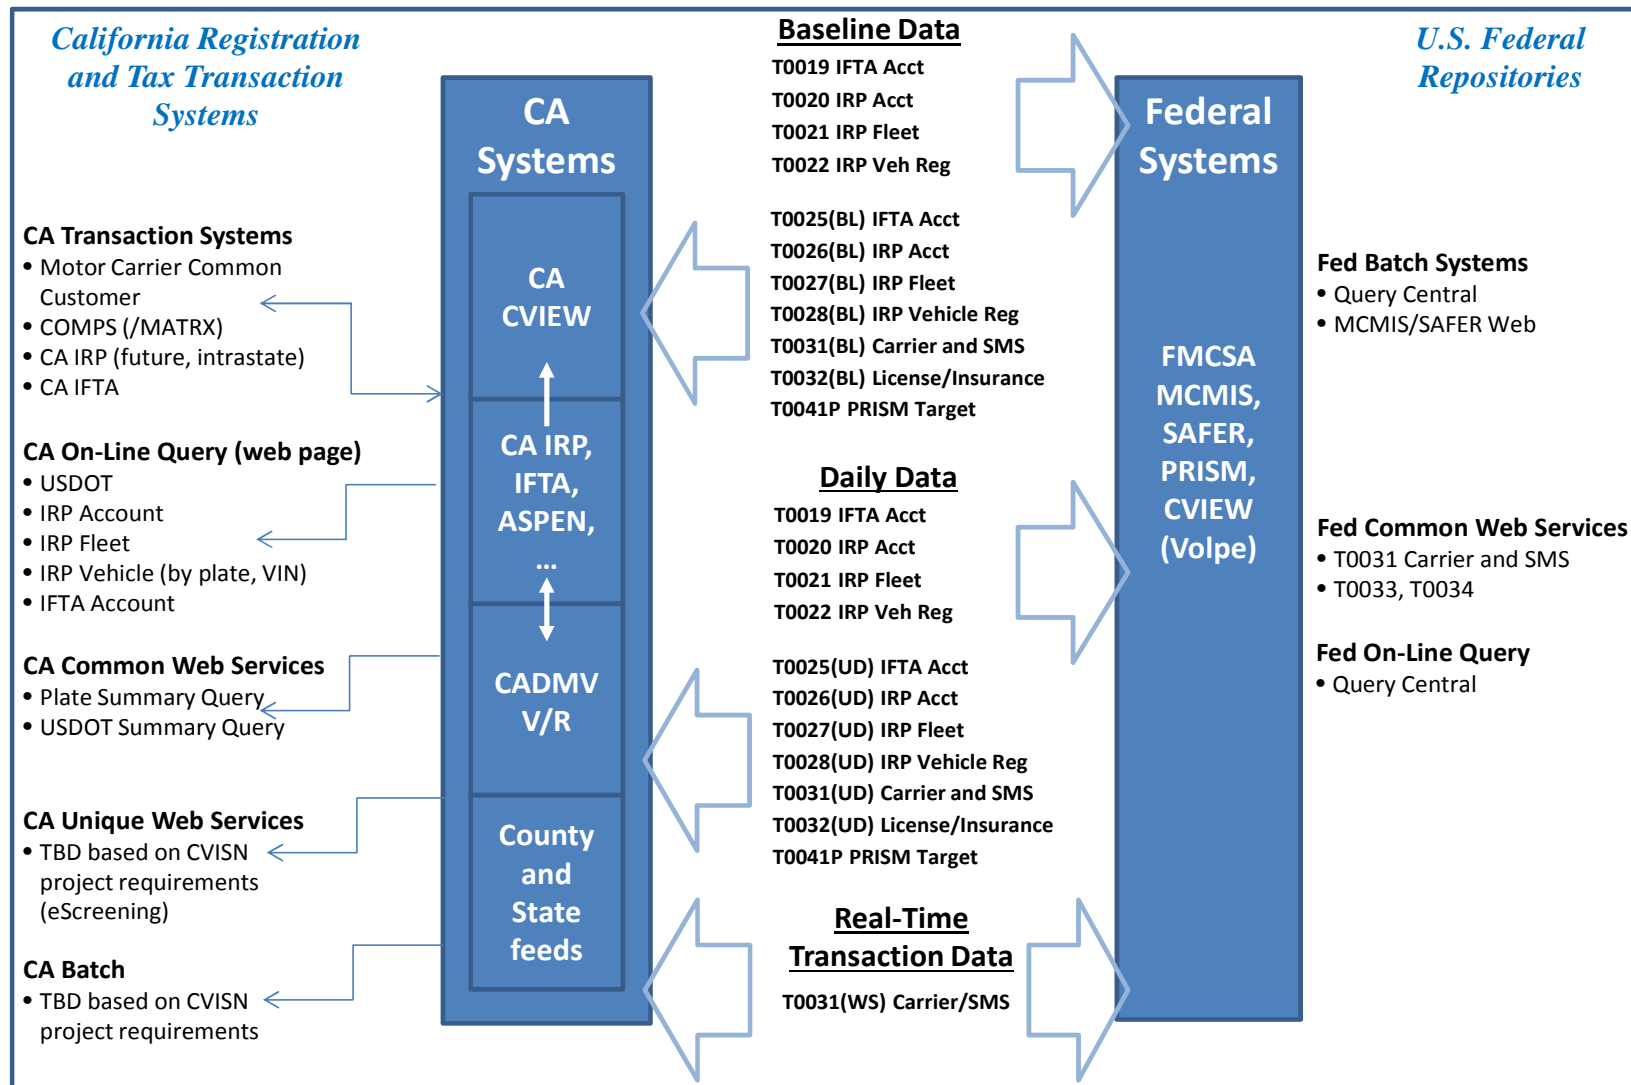 California Registration
and Tax Transaction
Systems
CA Transaction Systems
• Motor Carrier Common
Customer
• COMPS (/MATRX)
• CA IRP (future, intrastate)
• CA IFTA
CA On-Line Query (web page)
• USDOT
• IRP Account
• IRP Fleet
• IRP Vehicle (by plate, VIN)
• IFTA Account
CA Common Web Services
• Plate Summary Query
• USDOT Summary Query
CA Unique Web Services
• TBD based on CVISN
project requirements
(eScreening)
CA Batch
• TBD based on CVISN
project requirements
CA
Systems
CA
CVIEW
CA IRP,
IFTA,
ASPEN,
...
CADMV
V/R
County
and
State
feeds
Baseline Data
T0019 IFTA Acct
T0020 IRP Acct
T0021 IRP Fleet
T0022 IRP Veh Reg
T0025(BL) IFTA Acct
T0026(BL) IRP Acct
T0027(BL) IRP Fleet
T0028(BL) IRP Vehicle Reg
T0031(BL) Carrier and SMS
T0032(BL) License/Insurance
T0041P PRISM Target
Daily Data
T0019 IFTA Acct
T0020 IRP Acct
T0021 IRP Fleet
T0022 IRP Veh Reg
T0025(UD) IFTA Acct
T0026(UD) IRP Acct
T0027(UD) IRP Fleet
T0028(UD) IRP Vehicle Reg
T0031(UD) Carrier and SMS
T0032(UD) License/Insurance
T0041P PRISM Target
Real-Time
Transaction Data
T0031(WS) Carrier/SMS
Federal
Systems
FMCSA
MCMIS,
SAFER,
PRISM,
CVIEW
(Volpe)
U.S. Federal
Repositories
Fed Batch Systems
• Query Central
• MCMIS/SAFER Web
Fed Common Web Services
• T0031 Carrier and SMS
• T0033, T0034
Fed On-Line Query
• Query Central